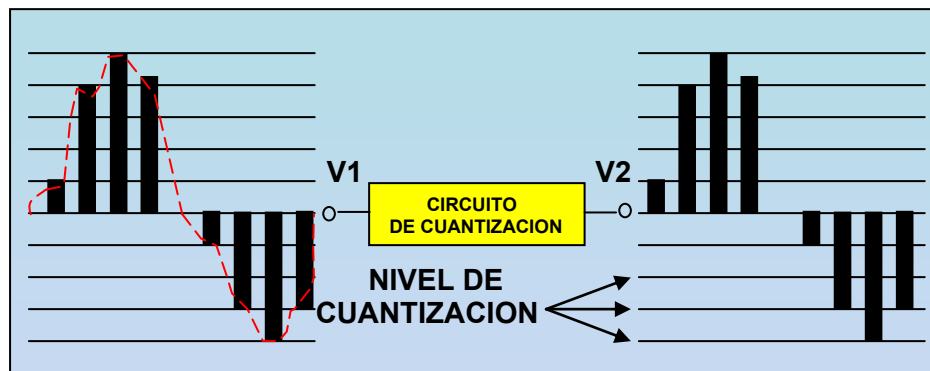 V1
CIRCUITO
DE CUANTIZACION
V2
NIVEL DE
CUANTIZACION